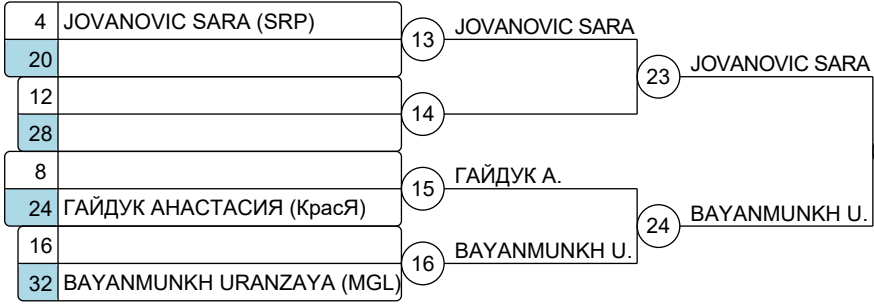 4 JOVANOVIC SARA (SRP)
20
12
28
8
24 ГАЙДУК АНАСТАСИЯ (КрасЯ)
16
32 BAYANMUNKH URANZAYA (MGL)
13 JOVANOVIC SARA
14
15 ГАЙДУК А.
16 BAYANMUNKH U.
23 JOVANOVIC SARA
24 BAYANMUNKH U.